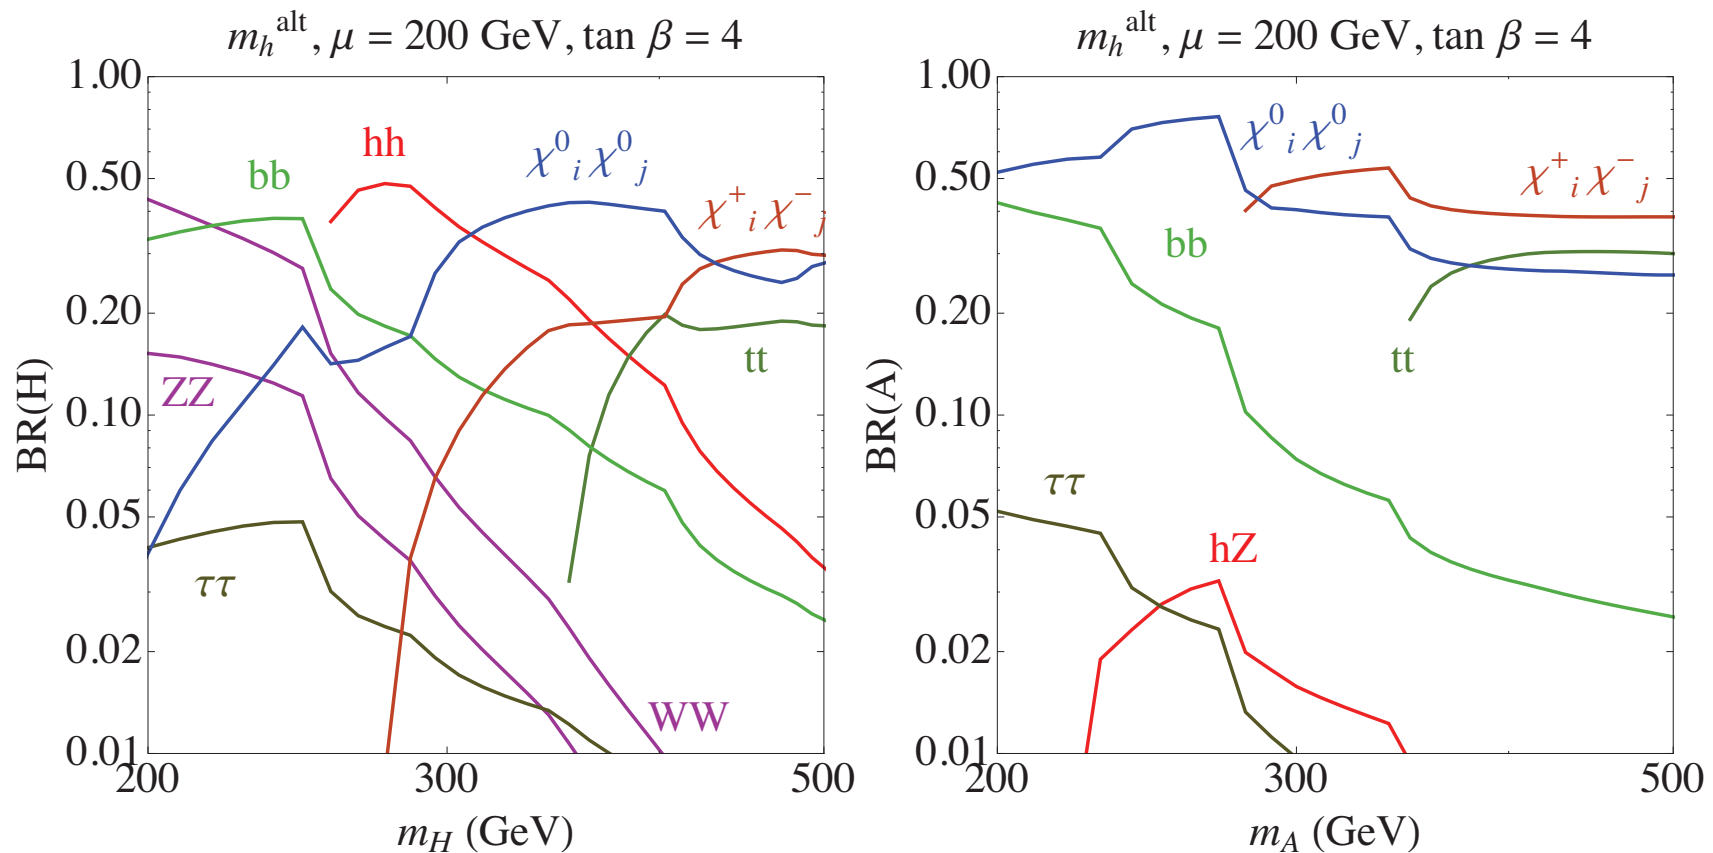 m_h^alt, μ = 200 GeV, tan β = 4
1.00
0.50
0.20
0.10
0.05
0.02
0.01
BR(H)
hh
bb
χ^0_i χ^0_j
χ^+_i χ^-_j
ZZ
tt
ττ
WW
200
300
500
m_H (GeV)
m_h^alt, μ = 200 GeV, tan β = 4
1.00
0.50
0.20
0.10
0.05
0.02
0.01
BR(A)
χ^0_i χ^0_j
χ^+_i χ^-_j
bb
tt
ττ
hZ
200
300
500
m_A (GeV)